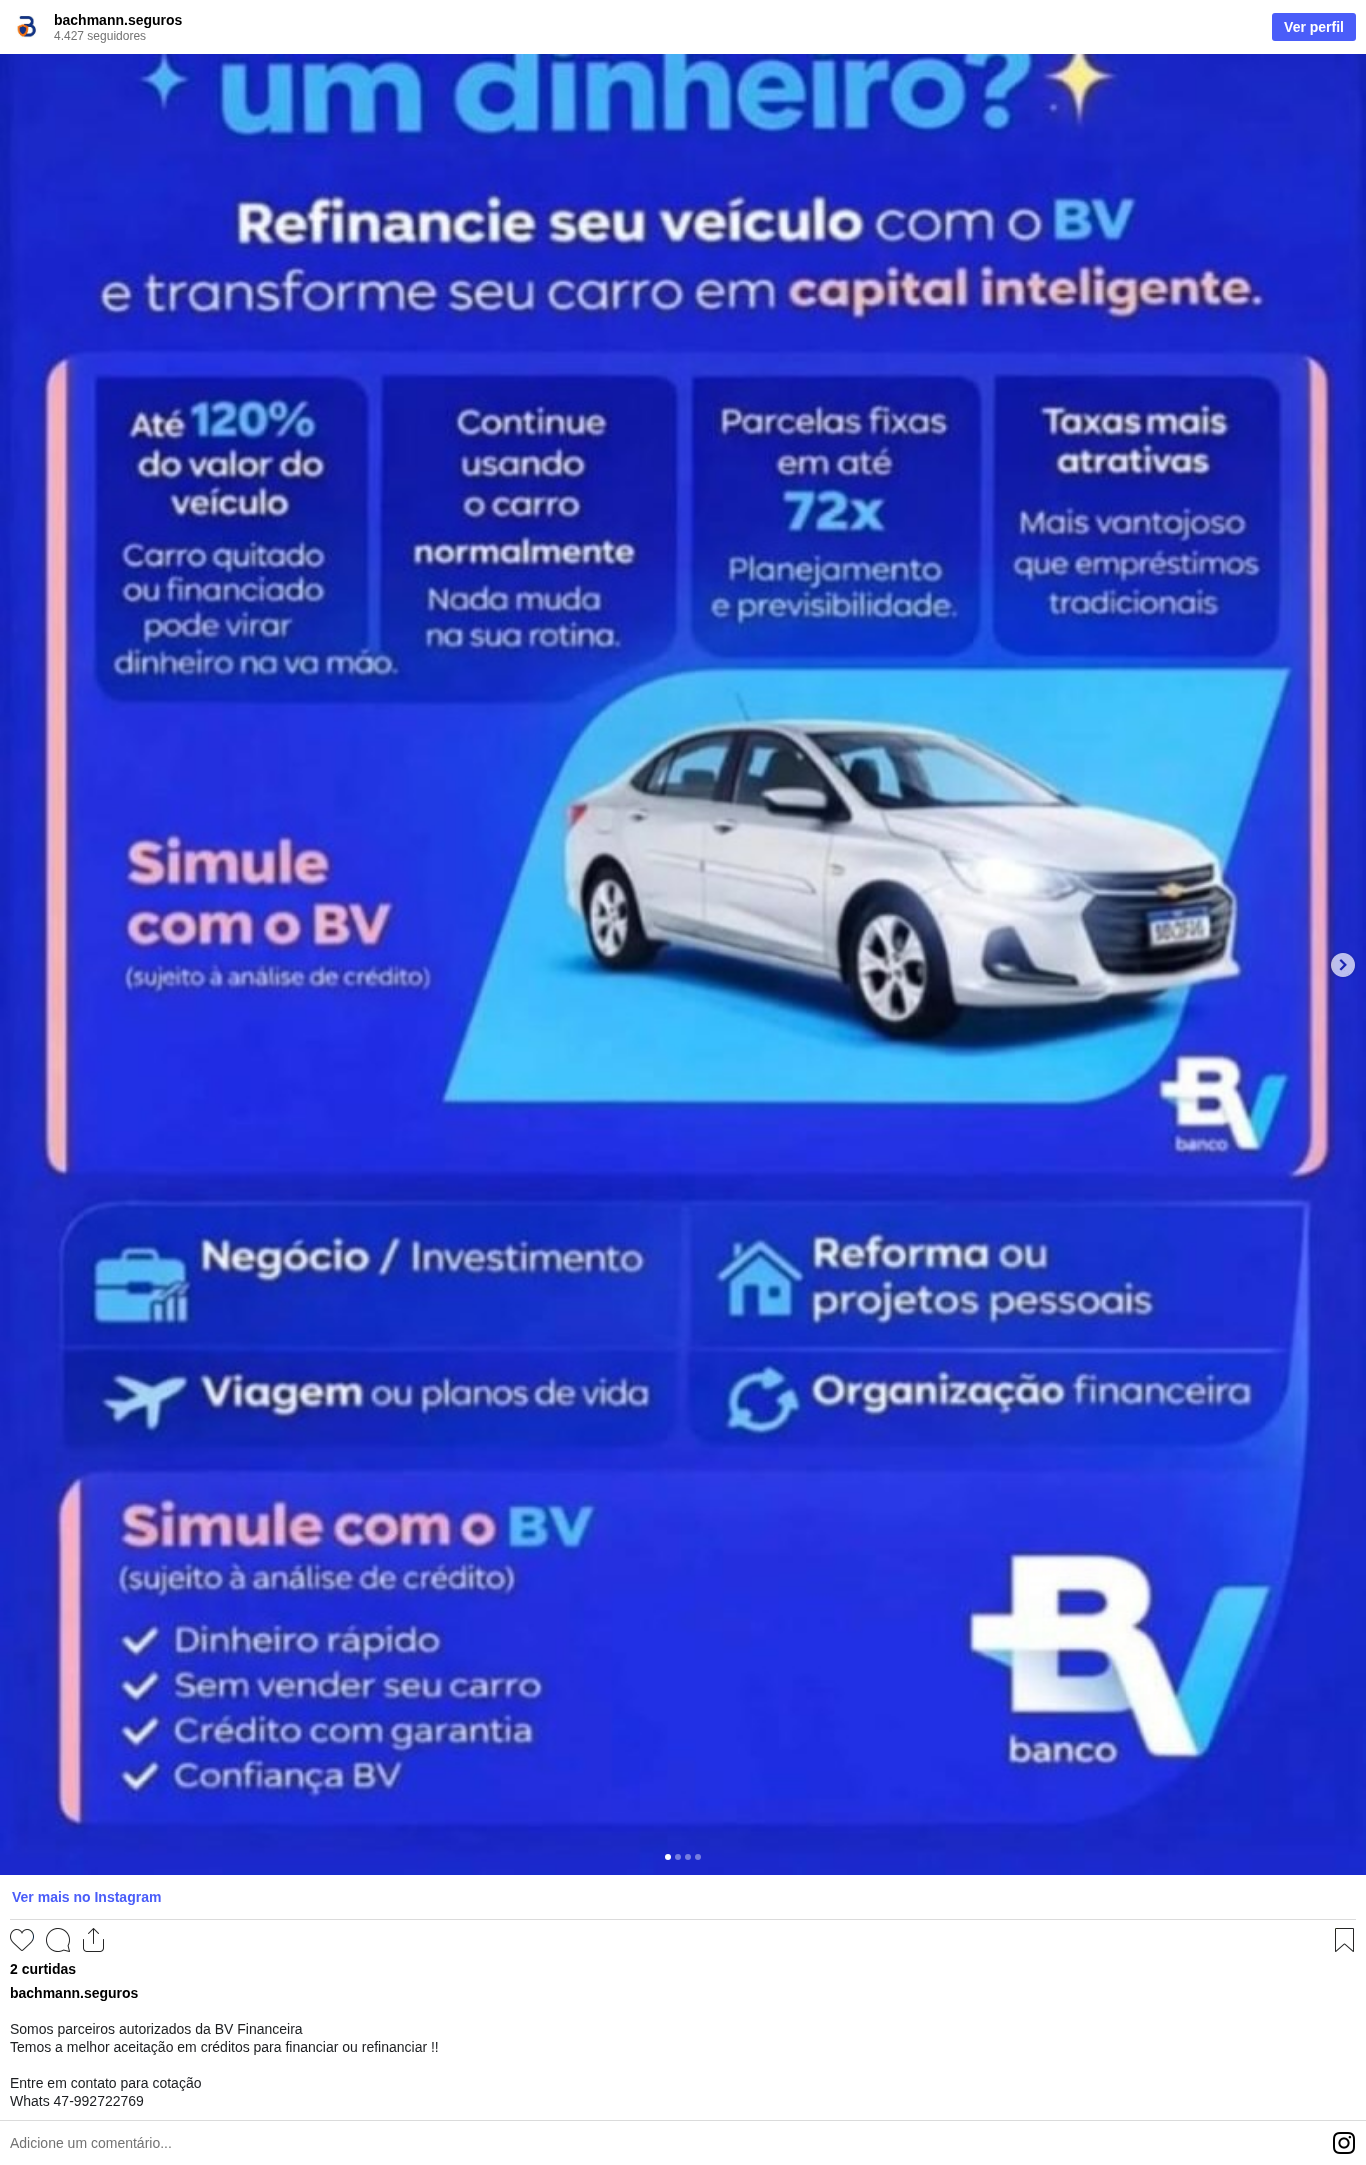 bachmann.seguros
4.427 seguidores
Ver perfil
um dinheiro?
Refinancie seu veículo com o BV
e transforme seu carro em capital inteligente.
Até 120%
do valor do
veículo
Carro quitado
ou financiado
pode virar
dinheiro na va mão.
Continue
usando
o carro
normalmente
Nada muda
na sua rotina.
Parcelas fixas
em até
72x
Planejamento
e previsibilidade.
Taxas mais
atrativas
Mais vantojoso
que empréstimos
tradicionais
Simule
com o BV
(sujeito à análise de crédito)
BV
banco
Negócio / Investimento
Reforma ou
projetos pessoais
Viagem ou planos de vida
Organização financeira
Simule com o BV
(sujeito à análise de crédito)
Dinheiro rápido
Sem vender seu carro
Crédito com garantia
Confiança BV
BV
banco
Ver mais no Instagram
2 curtidas
bachmann.seguros
Somos parceiros autorizados da BV Financeira
Temos a melhor aceitação em créditos para financiar ou refinanciar !!
Entre em contato para cotação
Whats 47-992722769
Adicione um comentário...